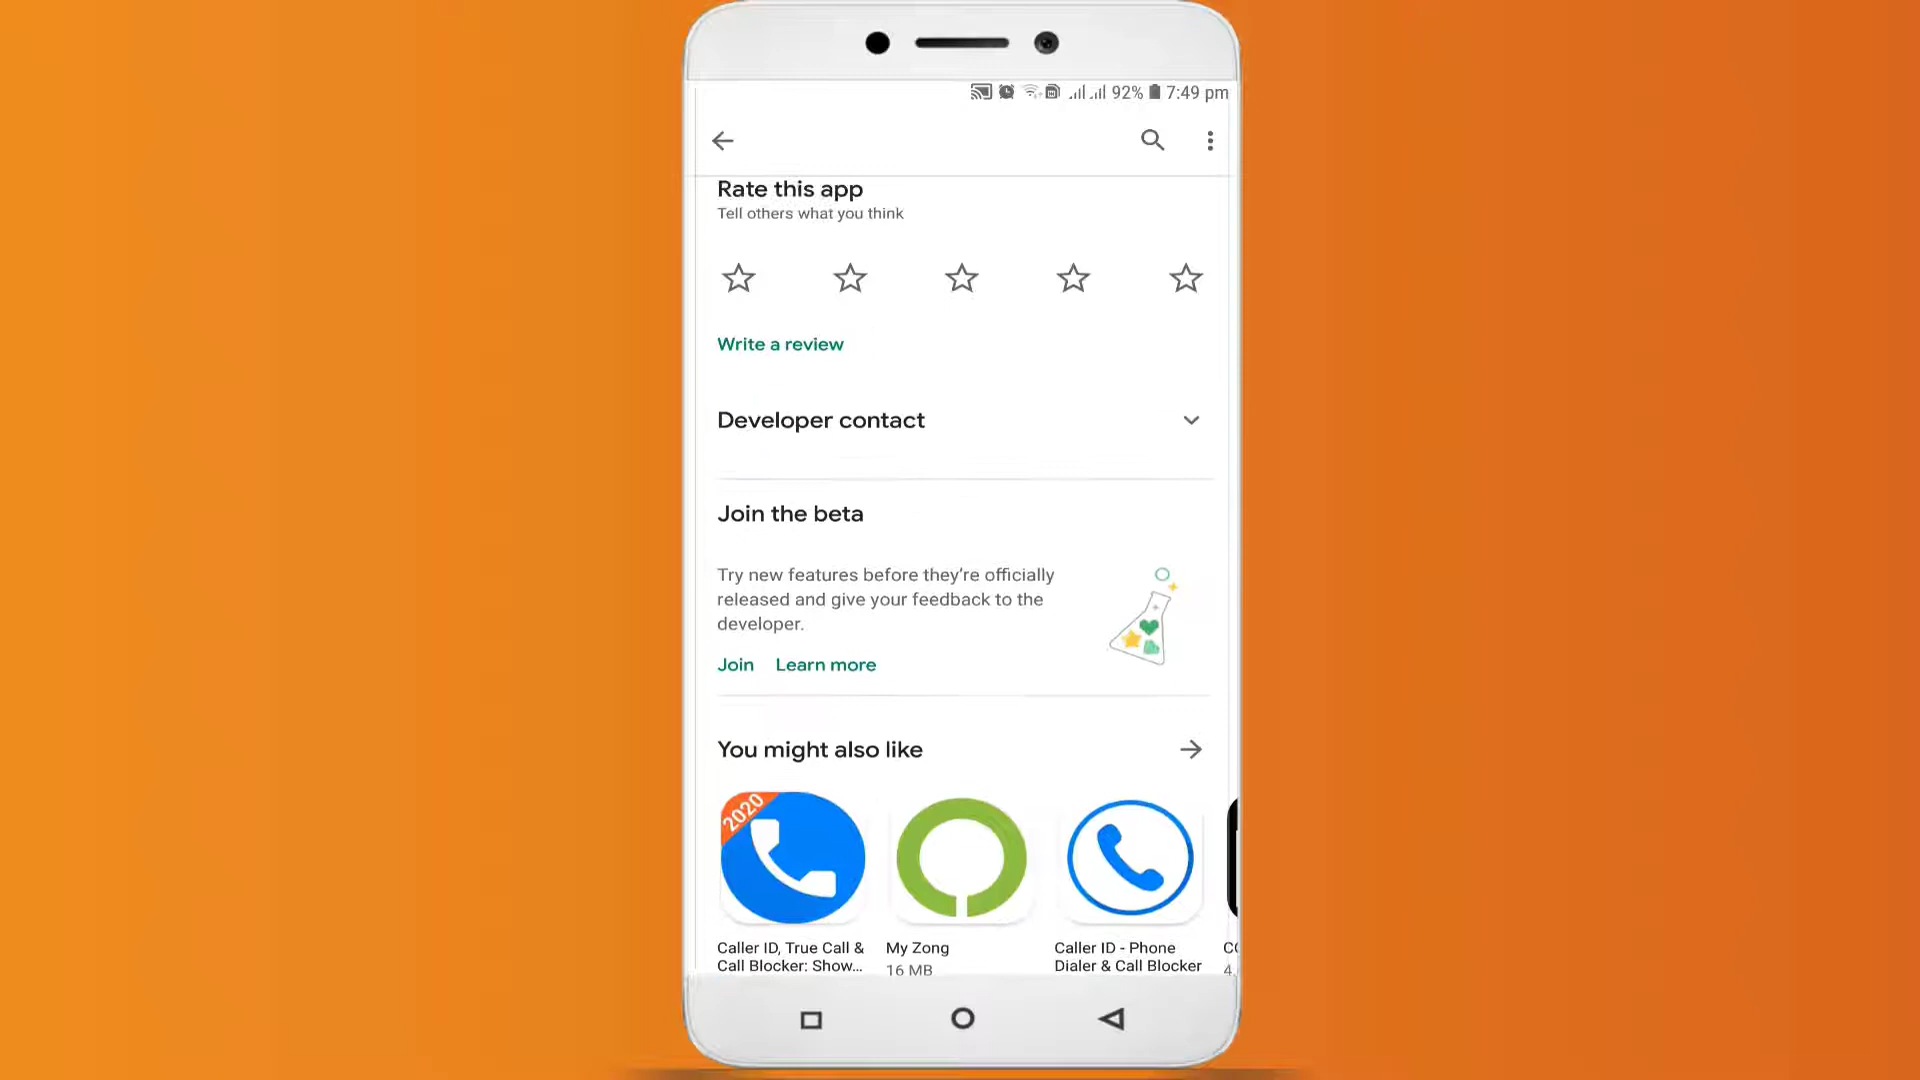 92% 7:49 pm
Rate this app
Tell others what you think
Write a review
Developer contact
Join the beta
Try new features before they're officially
released and give your feedback to the
developer.
Join Learn more
You might also like
2020
Caller ID, True Call &
Call Blocker: Show...
My Zong
16 MB
Caller ID - Phone
Dialer & Call Blocker